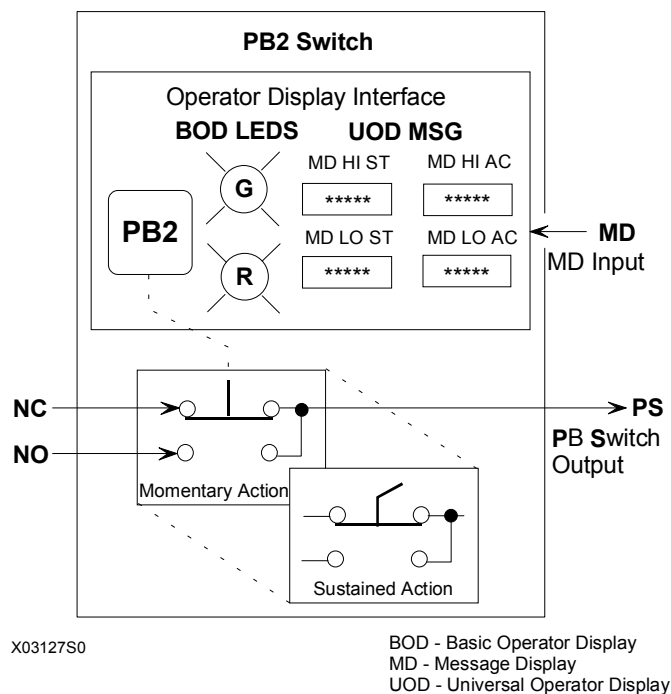 PB2 Switch
Operator Display Interface
BOD LEDS UOD MSG
MD HI ST MD HI AC
G
***** *****
PB2
MD LO ST MD LO AC
R
***** *****
MD
MD Input
NC
PS
NO
PB Switch
Output
Momentary Action
Sustained Action
X03127S0
BOD - Basic Operator Display
MD - Message Display
UOD - Universal Operator Display